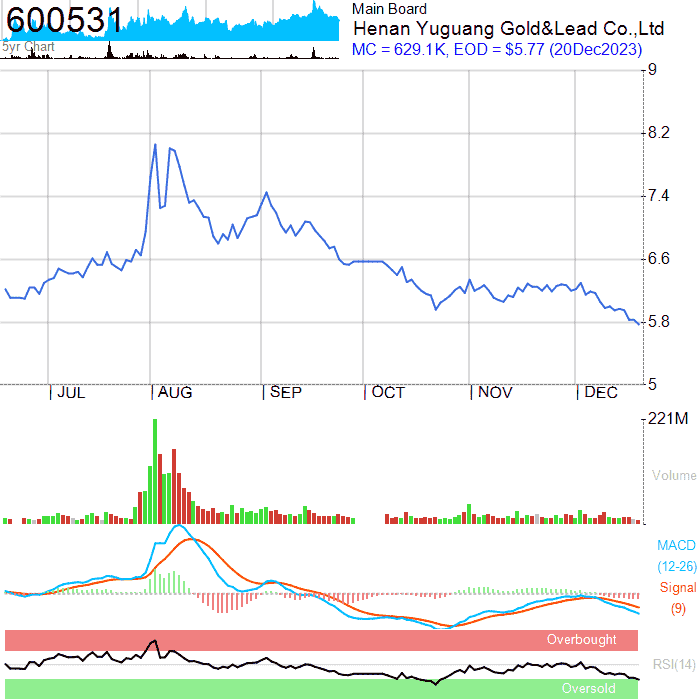 600531
5yr Chart
Main Board
Henan Yuguang Gold&Lead Co.,Ltd
MC = 629.1K, EOD = $5.77 (20Dec2023)
9
8.2
7.4
6.6
5.8
5
JUL AUG SEP OCT NOV DEC
221M
Volume
MACD
(12-26)
Signal
(9)
Overbought
RSI(14)
Oversold